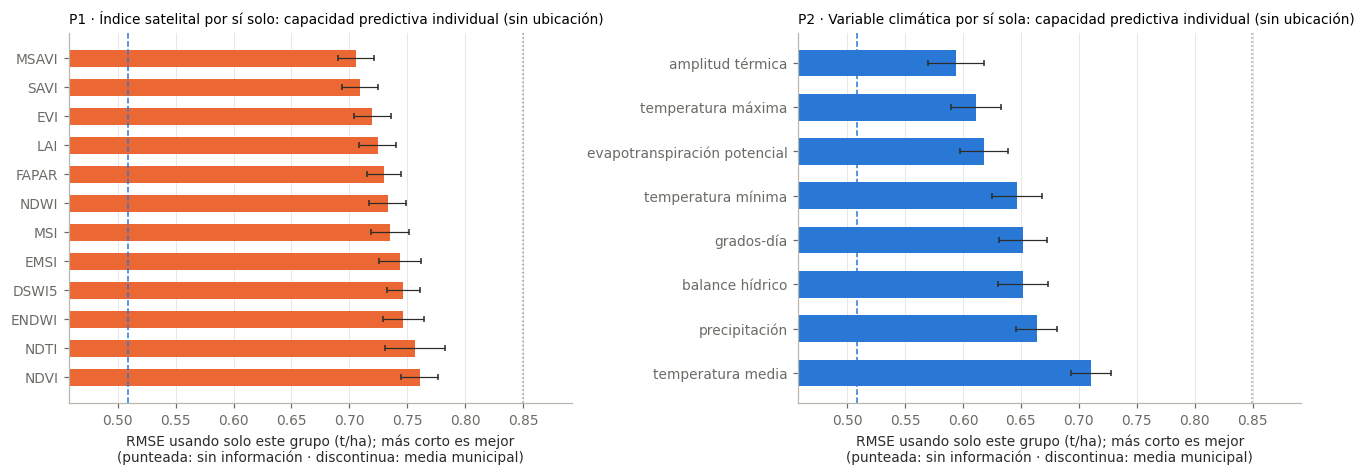 P1 · Índice satelital por sí solo: capacidad predictiva individual (sin ubicación)
MSAVI
SAVI
EVI
LAI
FAPAR
NDWI
MSI
EMSI
DSWI5
ENDWI
NDTI
NDVI
0.50 0.55 0.60 0.65 0.70 0.75 0.80 0.85
RMSE usando solo este grupo (t/ha); más corto es mejor
(punteada: sin información · discontinua: media municipal)
P2 · Variable climática por sí sola: capacidad predictiva individual (sin ubicación)
amplitud térmica
temperatura máxima
evapotranspiración potencial
temperatura mínima
grados-día
balance hídrico
precipitación
temperatura media
0.50 0.55 0.60 0.65 0.70 0.75 0.80 0.85
RMSE usando solo este grupo (t/ha); más corto es mejor
(punteada: sin información · discontinua: media municipal)